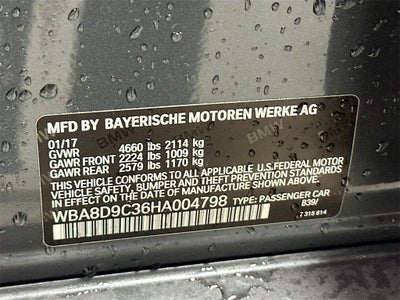 MFD BY BAYERISCHE MOTOREN WERKE AG
01/17
GVWR 4660 lbs 2114 kg
GAWR FRONT 2224 lbs 1009 kg
GAWR REAR 2579 lbs 1170 kg
THIS VEHICLE CONFORMS TO ALL APPLICABLE U.S.FEDERAL MOTOR
VEHICLE SAFETY, BUMPER, AND THEFT PREVENTION STANDARDS
IN EFFECT ON THE DATE OF MANUFACTURE SHOWN ABOVE.
WBA8D9C36HA004798 TYPE: PASSENGER CAR
B39/
7 315 814
BMW